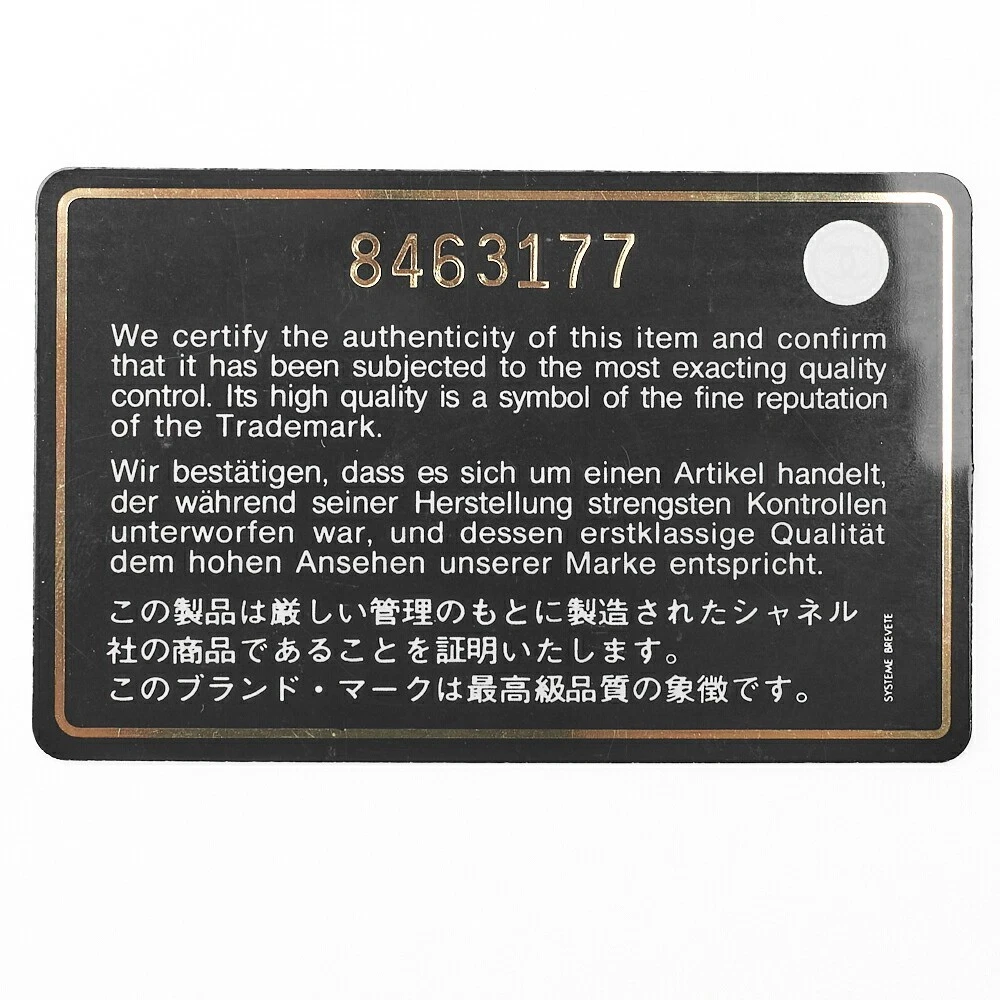 8463177
We certify the authenticity of this item and confirm
that it has been subjected to the most exacting quality
control. Its high quality is a symbol of the fine reputation
of the Trademark.
Wir bestätigen, dass es sich um einen Artikel handelt,
der während seiner Herstellung strengsten Kontrollen
unterworfen war, und dessen erstklassige Qualität
dem hohen Ansehen unserer Marke entspricht.
この製品は厳しい管理のもとに製造されたシャネル
社の商品であることを証明いたします。
このブランド・マークは最高級品質の象徴です。
SYSTEME BREVETE